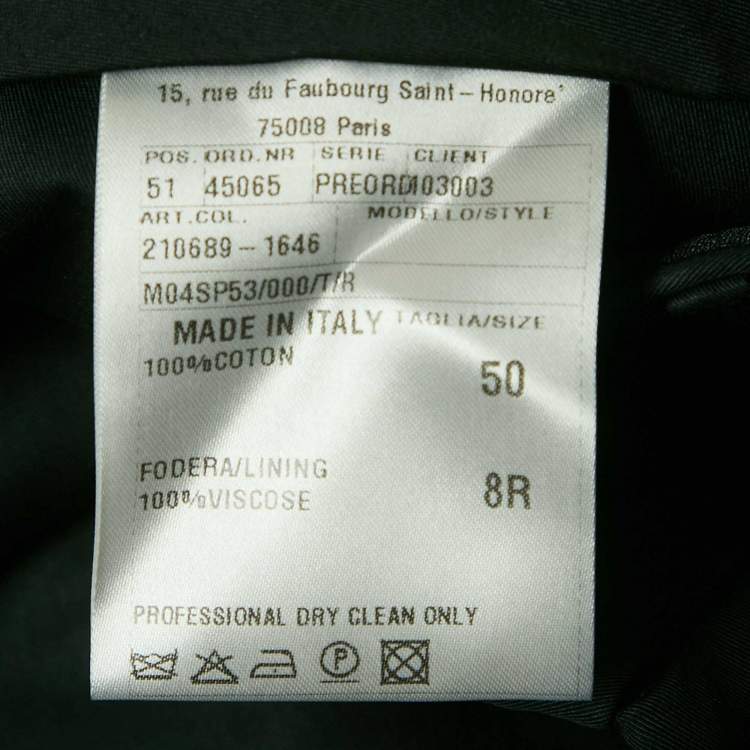 15, rue du Faubourg Saint-Honore'
75008 Paris
POS. ORD.NR SERIE CLIENT
51 45065 PREORD 103003
ART.COL. MODELLO/STYLE
210689-1646
M04SP53/000/T/R
MADE IN ITALY TAGLIA/SIZE
100%COTON
50
FODERA/LINING
100%VISCOSE
8R
PROFESSIONAL DRY CLEAN ONLY
P